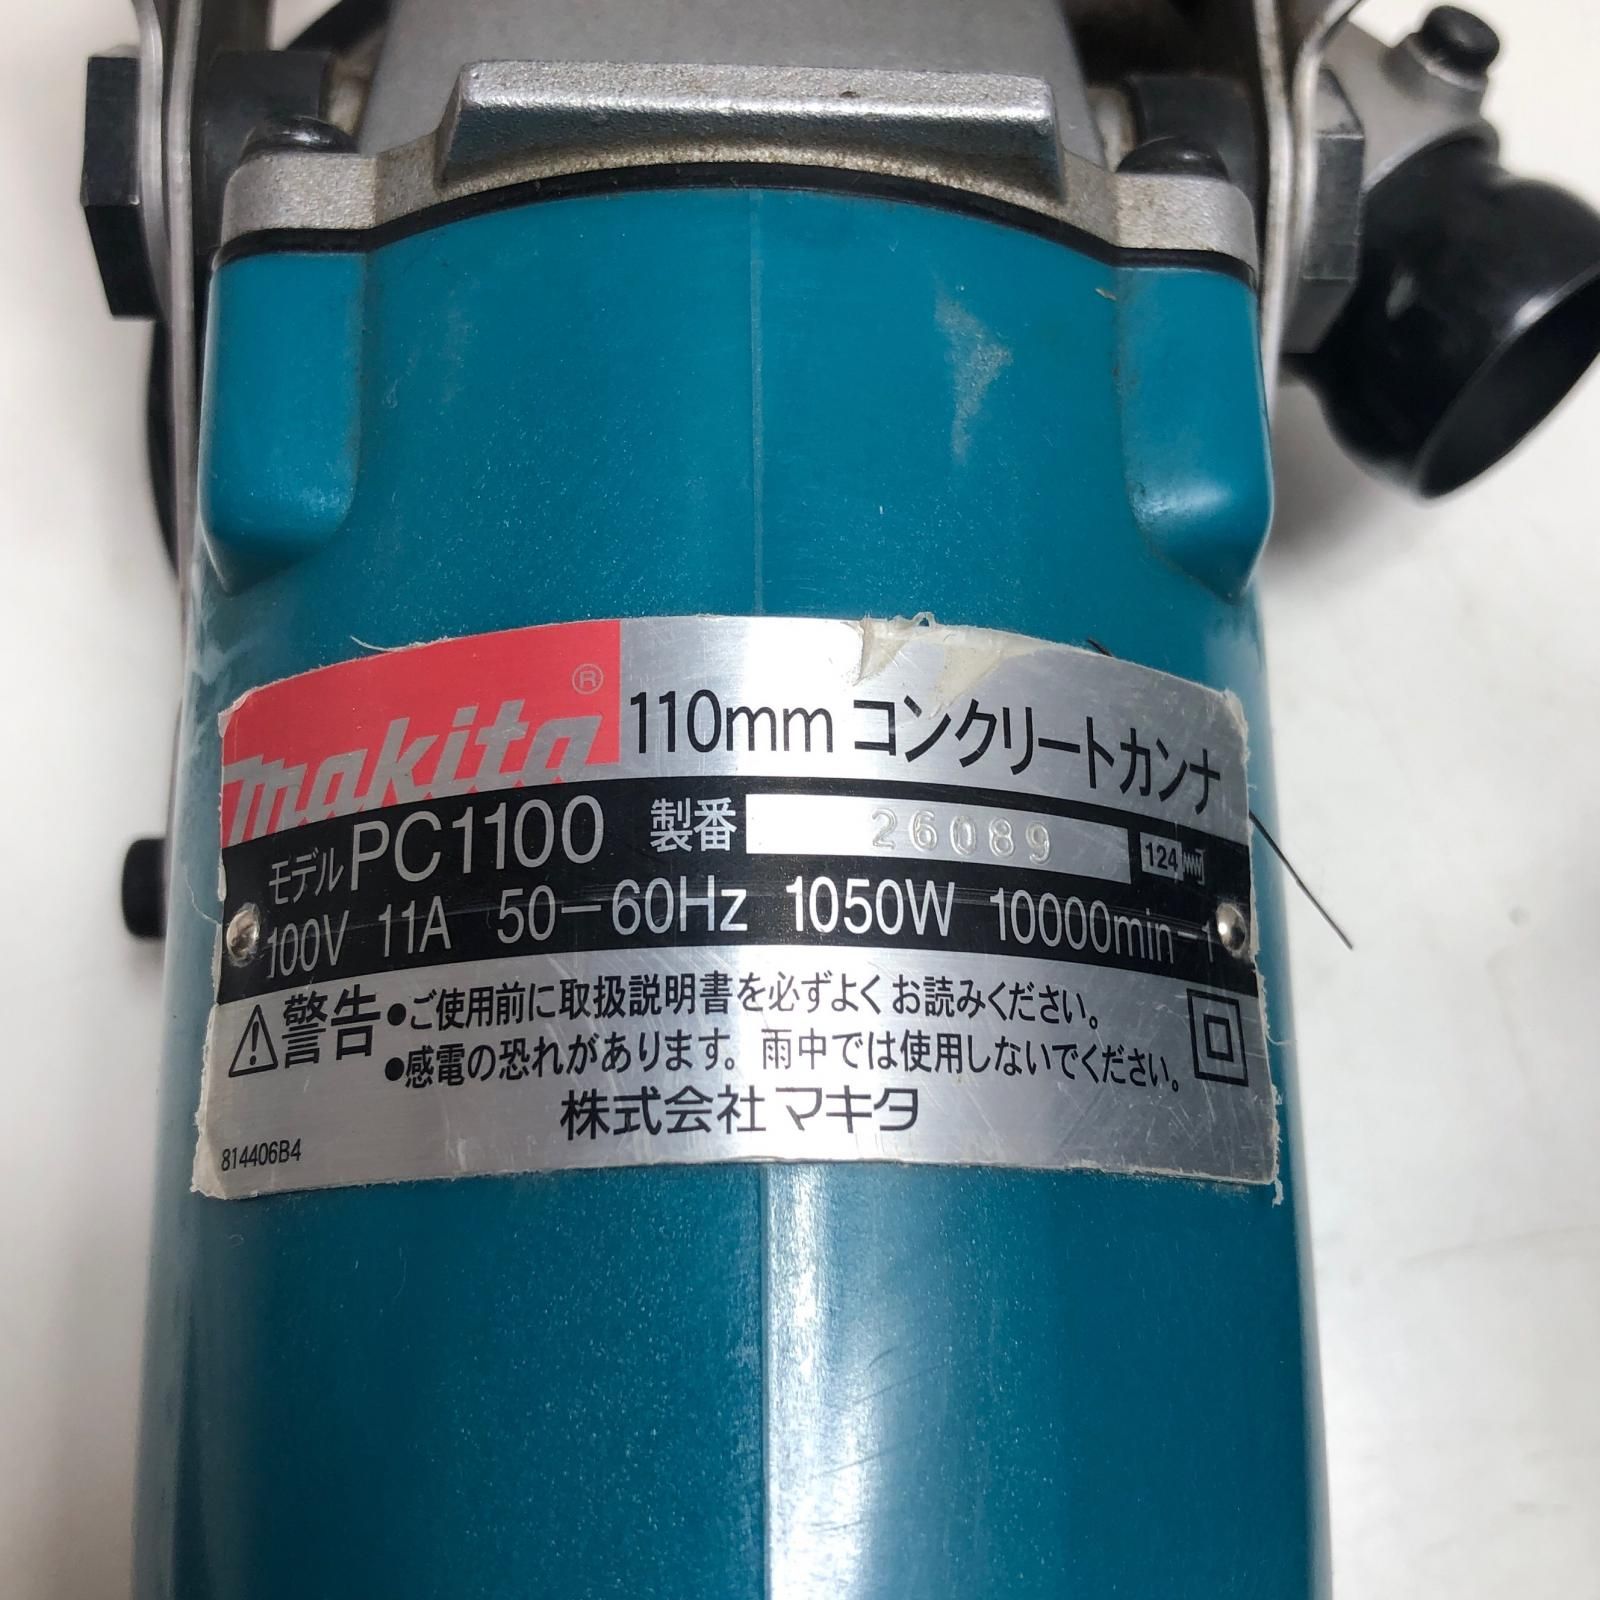 makita® 110mm コンクリートカンナ
モデル PC1100 製番 26089 124
100V 11A 50-60Hz 1050W 10000min-1
⚠警告 ●ご使用前に取扱説明書を必ずよくお読みください。
●感電の恐れがあります。雨中では使用しないでください。
株式会社マキタ
814406B4